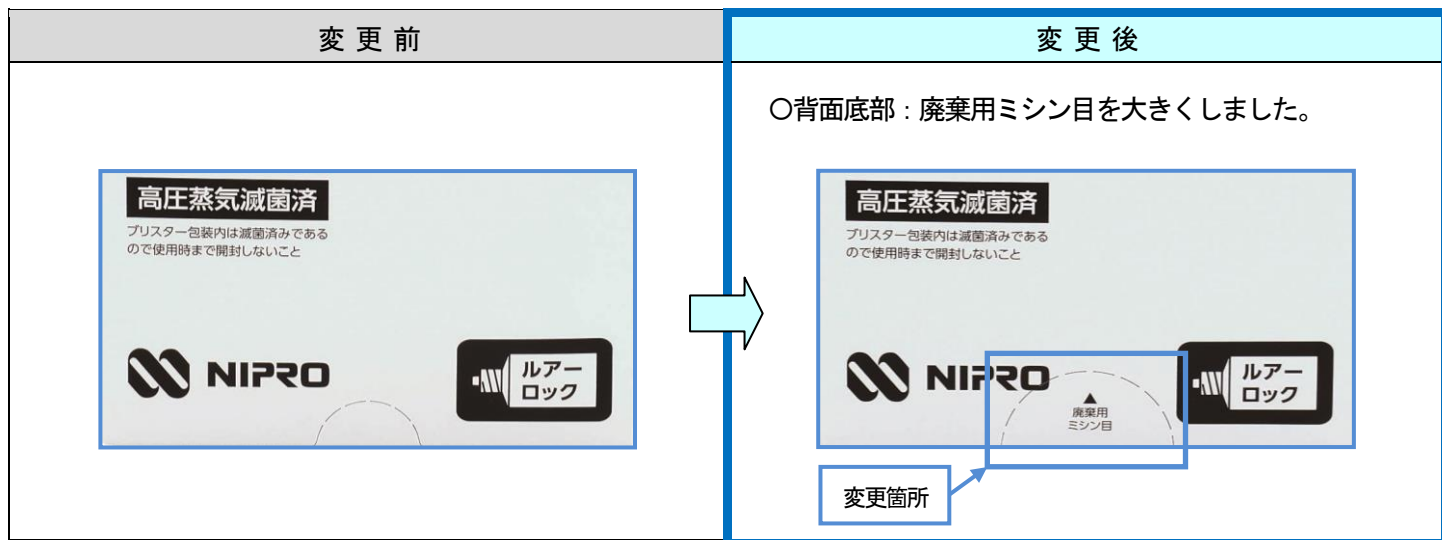 変更前
変更後
〇背面底部：廃棄用ミシン目を大きくしました。
高圧蒸気滅菌済
ブリスター包装内は滅菌済みである
ので使用時まで開封しないこと
NIPRO
ルアー
ロック
高圧蒸気滅菌済
ブリスター包装内は滅菌済みである
ので使用時まで開封しないこと
NIPRO
▲
廃棄用
ミシン目
ルアー
ロック
変更箇所